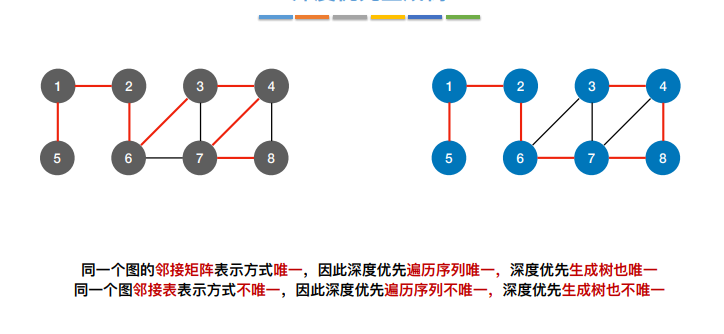 1 2 3 4 1 2 3 4
5 6 7 8 5 6 7 8
同一个图的邻接矩阵表示方式唯一，因此深度优先遍历序列唯一，深度优先生成树也唯一
同一个图邻接表表示方式不唯一，因此深度优先遍历序列不唯一，深度优先生成树也不唯一